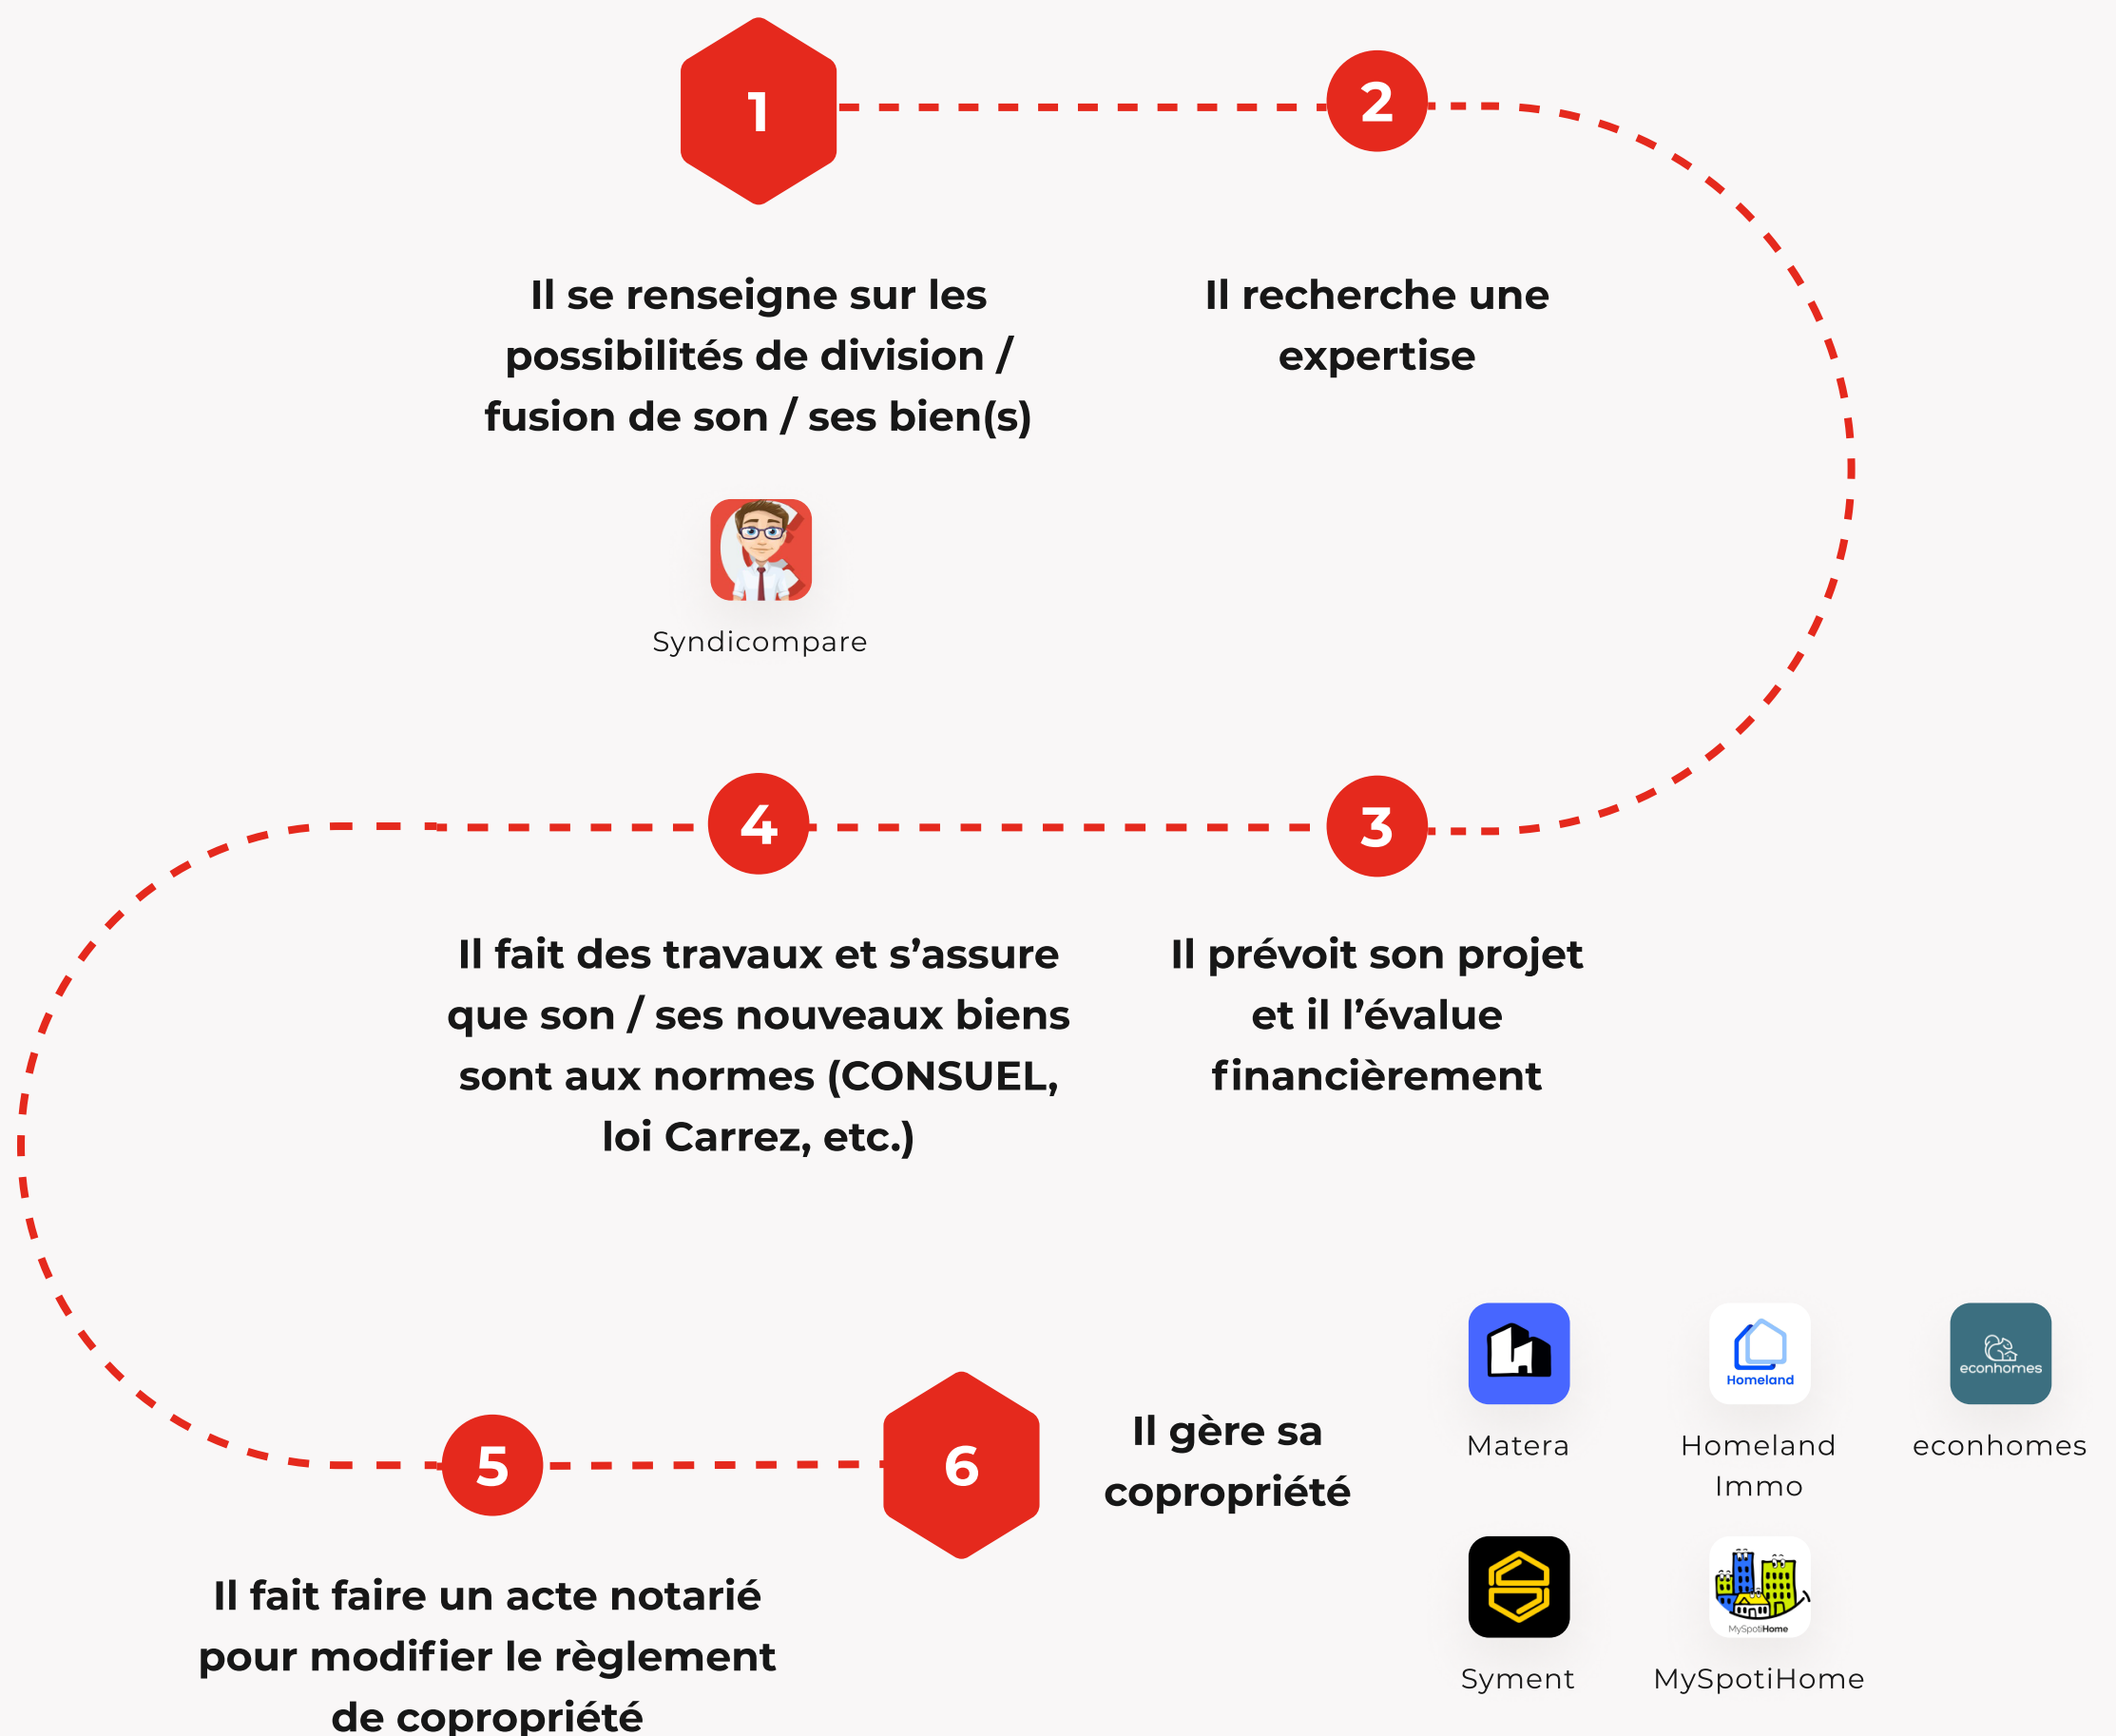 1
2
Il se renseigne sur les
possibilités de division /
fusion de son / ses bien(s)
Syndicompare
Il recherche une
expertise
3
Il prévoit son projet
et il l’évalue
financièrement
4
Il fait des travaux et s’assure
que son / ses nouveaux biens
sont aux normes (CONSUEL,
loi Carrez, etc.)
5
Il fait faire un acte notarié
pour modifier le règlement
de copropriété
6
Il gère sa
copropriété
Matera
Homeland
Homeland
Immo
econhomes
econhomes
Syment
MySpotiHome
MySpotiHome